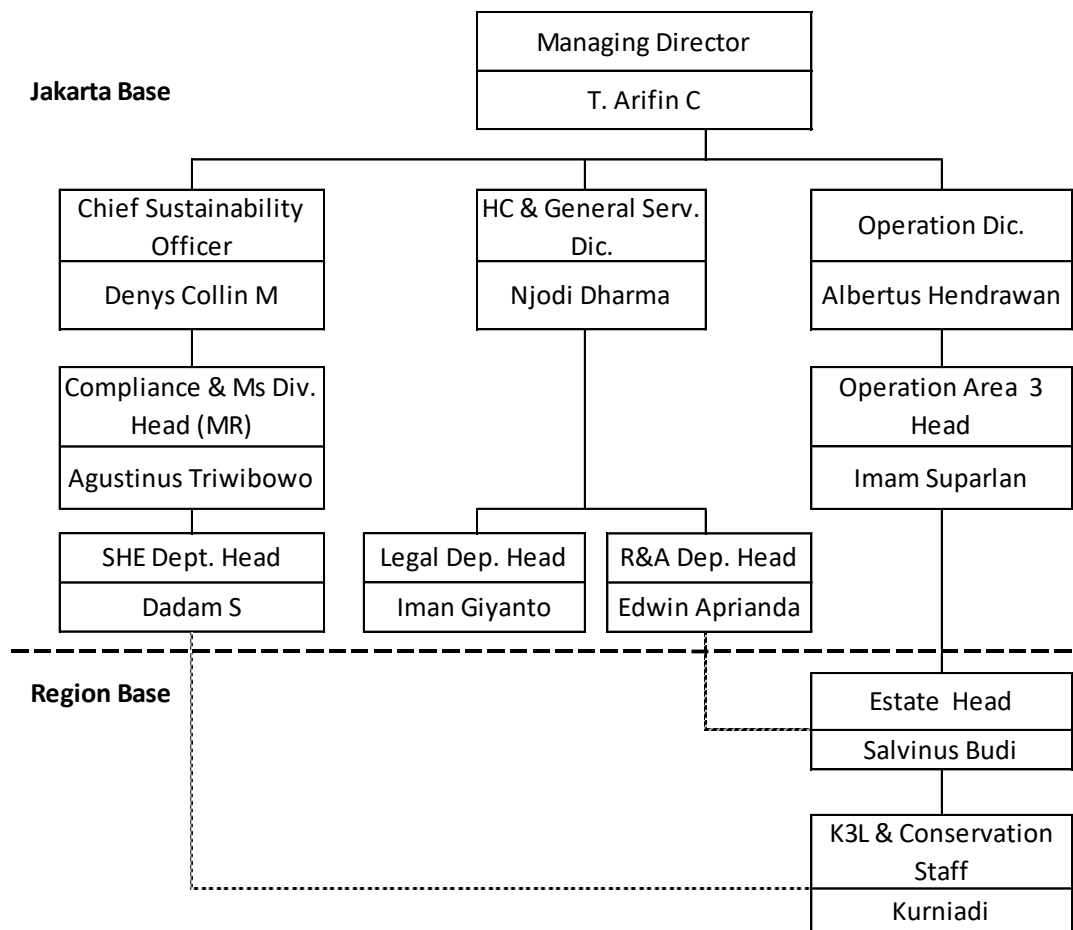 Managing Director
T. Arifin C
Jakarta Base
Chief Sustainability
Officer
Denys Collin M
HC & General Serv.
Dic.
Njodi Dharma
Operation Dic.
Albertus Hendrawan
Compliance & Ms Div.
Head (MR)
Agustinus Triwibowo
Operation Area 3
Head
Imam Suparlan
SHE Dept. Head
Dadam S
Legal Dep. Head
Iman Giyanto
R&A Dep. Head
Edwin Aprianda
Region Base
Estate Head
Salvinus Budi
K3L & Conservation
Staff
Kurniadi